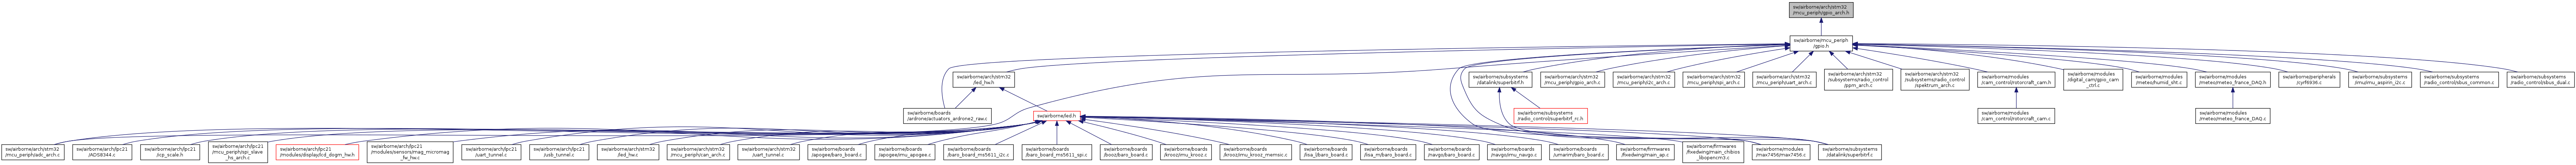 sw/airborne/arch/stm32
/mcu_periph/gpio_arch.h
sw/airborne/mcu_periph
/gpio.h
sw/airborne/arch/stm32
/led_hw.h
sw/airborne/subsystems
/datalink/superbitrf.h
sw/airborne/arch/stm32
/mcu_periph/gpio_arch.c
sw/airborne/arch/stm32
/mcu_periph/i2c_arch.c
sw/airborne/arch/stm32
/mcu_periph/spi_arch.c
sw/airborne/arch/stm32
/mcu_periph/uart_arch.c
sw/airborne/arch/stm32
/subsystems/radio_control
/ppm_arch.c
sw/airborne/arch/stm32
/subsystems/radio_control
/spektrum_arch.c
sw/airborne/modules
/cam_control/rotorcraft_cam.h
sw/airborne/modules
/digital_cam/gpio_cam
_ctrl.c
sw/airborne/modules
/meteo/humid_sht.c
sw/airborne/modules
/meteo/meteo_france_DAQ.h
sw/airborne/peripherals
/cyrf6936.c
sw/airborne/subsystems
/imu/imu_aspirin_i2c.c
sw/airborne/subsystems
/radio_control/sbus_common.c
sw/airborne/subsystems
/radio_control/sbus_dual.c
sw/airborne/boards
/ardrone/actuators_ardrone2_raw.c
sw/airborne/led.h
sw/airborne/subsystems
/radio_control/superbitrf_rc.h
sw/airborne/modules
/cam_control/rotorcraft_cam.c
sw/airborne/modules
/meteo/meteo_france_DAQ.c
sw/airborne/arch/stm32
/mcu_periph/adc_arch.c
sw/airborne/arch/lpc21
/ADS8344.c
sw/airborne/arch/lpc21
/icp_scale.h
sw/airborne/arch/lpc21
/mcu_periph/spi_slave
_hs_arch.c
sw/airborne/arch/lpc21
/modules/display/lcd_dogm_hw.h
sw/airborne/arch/lpc21
/modules/sensors/mag_micromag
_fw_hw.c
sw/airborne/arch/lpc21
/uart_tunnel.c
sw/airborne/arch/lpc21
/usb_tunnel.c
sw/airborne/arch/stm32
/led_hw.c
sw/airborne/arch/stm32
/mcu_periph/can_arch.c
sw/airborne/arch/stm32
/uart_tunnel.c
sw/airborne/boards
/apogee/baro_board.c
sw/airborne/boards
/apogee/imu_apogee.c
sw/airborne/boards
/baro_board_ms5611_i2c.c
sw/airborne/boards
/baro_board_ms5611_spi.c
sw/airborne/boards
/booz/baro_board.c
sw/airborne/boards
/krooz/imu_krooz.c
sw/airborne/boards
/krooz/imu_krooz_memsic.c
sw/airborne/boards
/lisa_l/baro_board.c
sw/airborne/boards
/lisa_m/baro_board.c
sw/airborne/boards
/navgo/baro_board.c
sw/airborne/boards
/navgo/imu_navgo.c
sw/airborne/boards
/umarim/baro_board.c
sw/airborne/firmwares
/fixedwing/main_ap.c
sw/airborne/firmwares
/fixedwing/main_chibios
_libopencm3.c
sw/airborne/modules
/max7456/max7456.c
sw/airborne/subsystems
/datalink/superbitrf.c